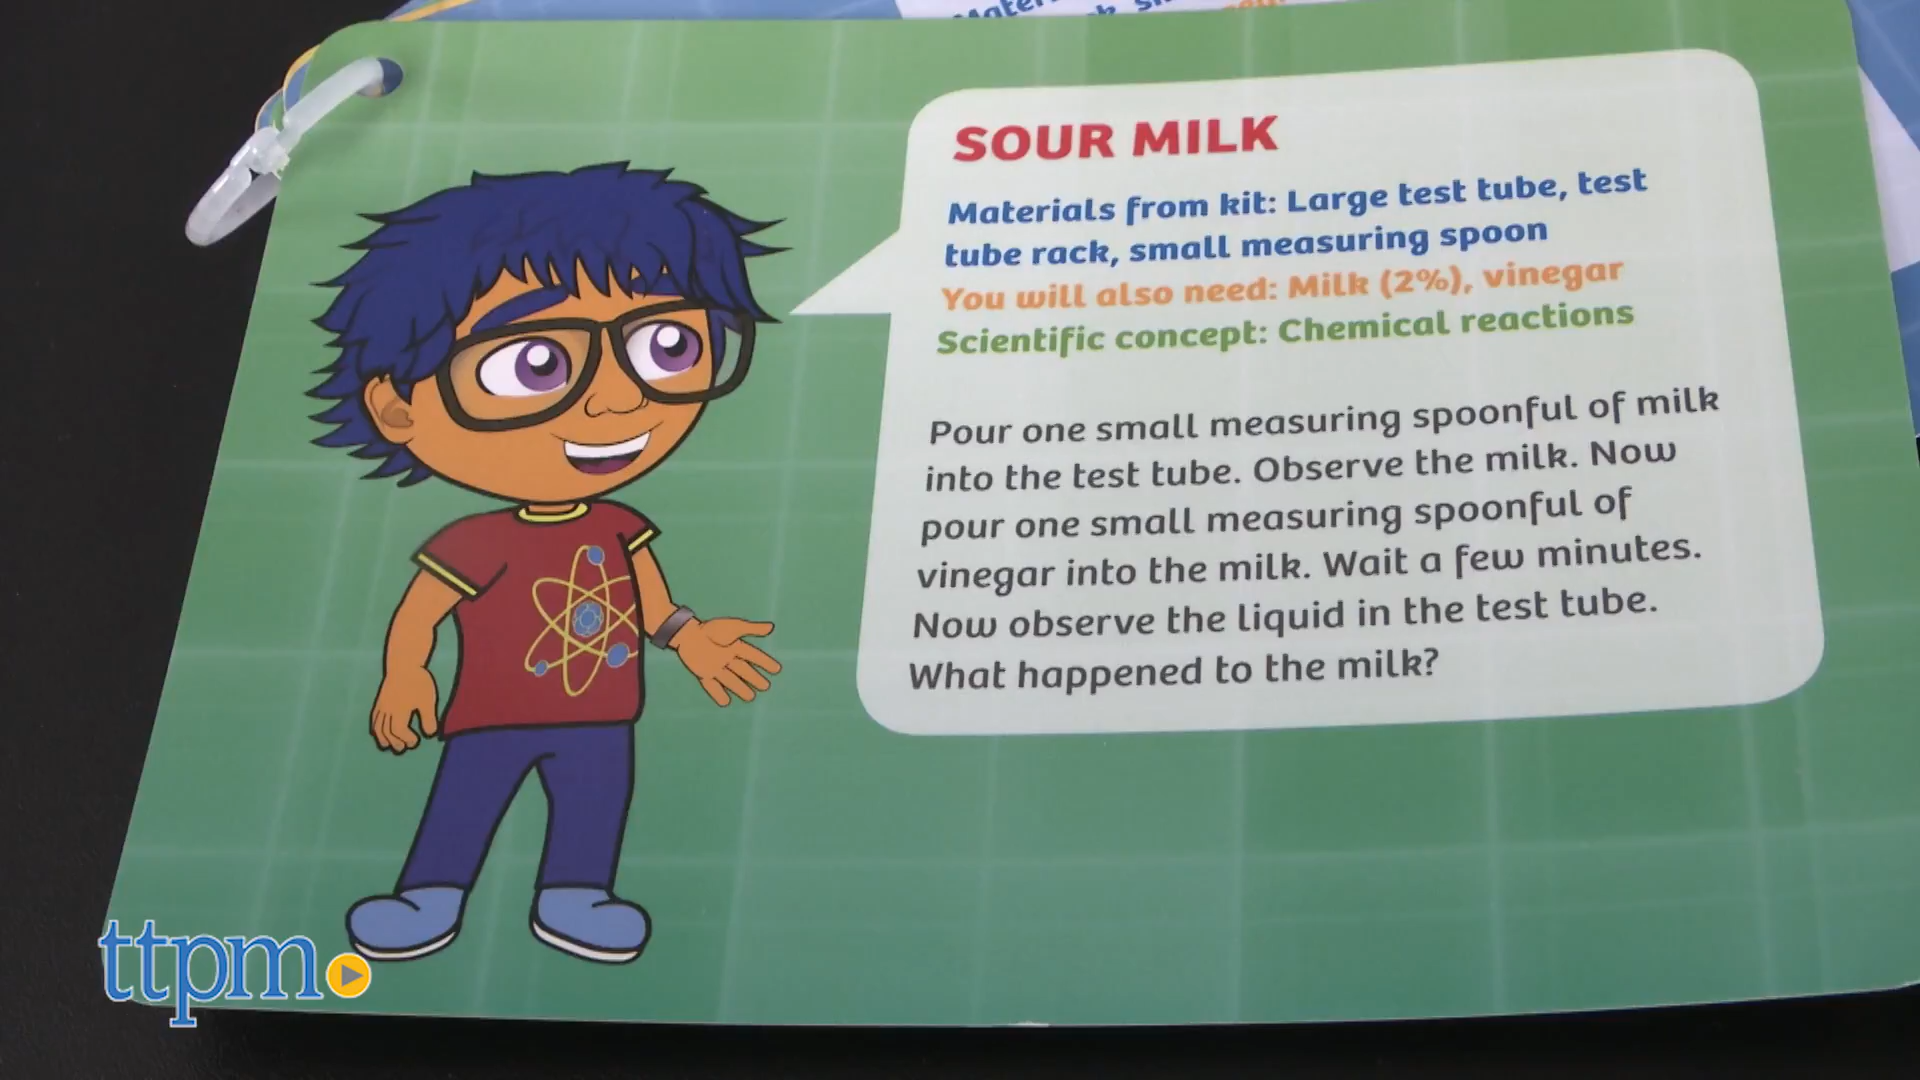 SOUR MILK
Materials from kit: Large test tube, test
tube rack, small measuring spoon
You will also need: Milk (2%), vinegar
Scientific concept: Chemical reactions
Pour one small measuring spoonful of milk
into the test tube. Observe the milk. Now
pour one small measuring spoonful of
vinegar into the milk. Wait a few minutes.
Now observe the liquid in the test tube.
What happened to the milk?
ttpm